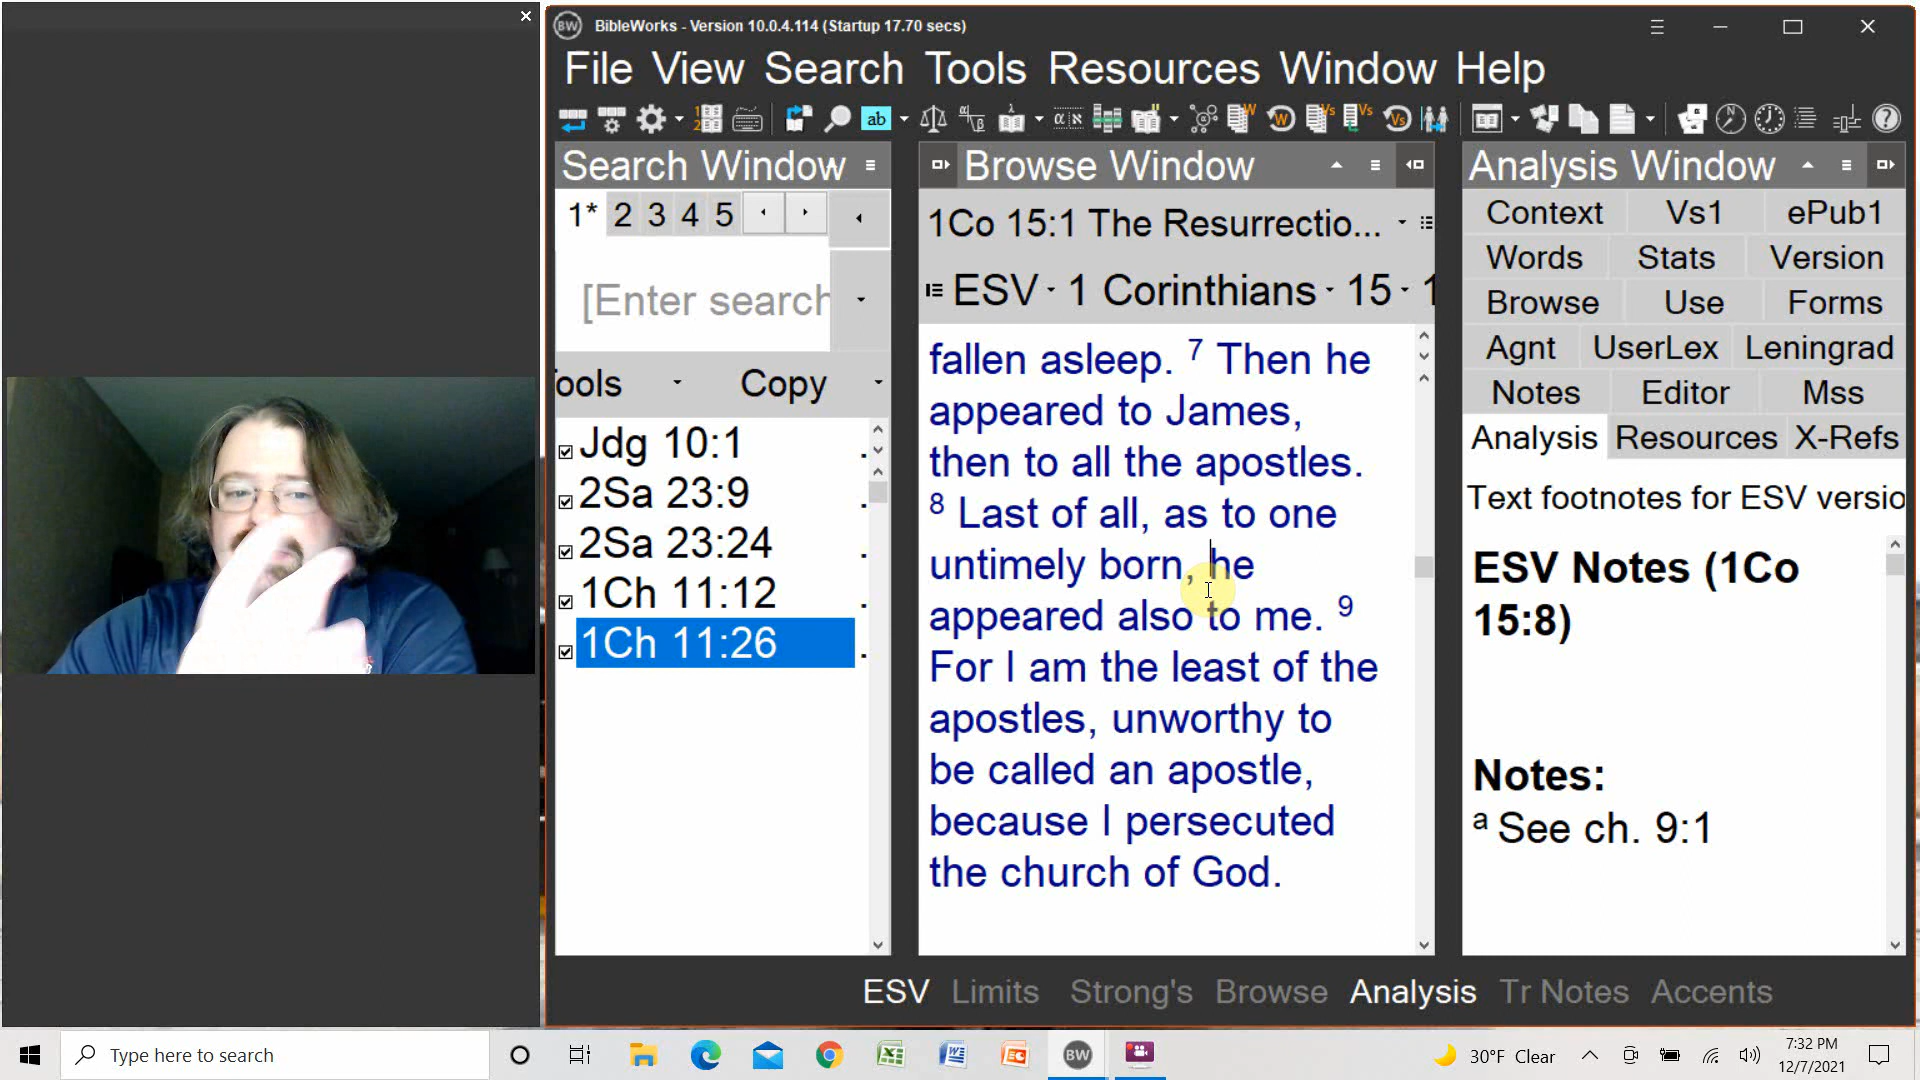 BibleWorks - Version 10.0.4.114 (Startup 17.70 secs)
File View Search Tools Resources Window Help
Search Window
1* 2 3 4 5
[Enter search
ools Copy
Jdg 10:1 .
2Sa 23:9 .
2Sa 23:24 .
1Ch 11:12 .
1Ch 11:26 .
Browse Window
1Co 15:1 The Resurrectio...
ESV 1 Corinthians 15 1
fallen asleep. 7 Then he
appeared to James,
then to all the apostles.
8 Last of all, as to one
untimely born, he
appeared also to me. 9
For I am the least of the
apostles, unworthy to
be called an apostle,
because I persecuted
the church of God.
Analysis Window
Context Vs1 ePub1
Words Stats Version
Browse Use Forms
Agnt UserLex Leningrad
Notes Editor Mss
Analysis Resources X-Refs
Text footnotes for ESV versio
ESV Notes (1Co
15:8)
Notes:
a See ch. 9:1
ESV Limits Strong's Browse Analysis Tr Notes Accents
Type here to search
BW
30°F Clear
7:32 PM
12/7/2021